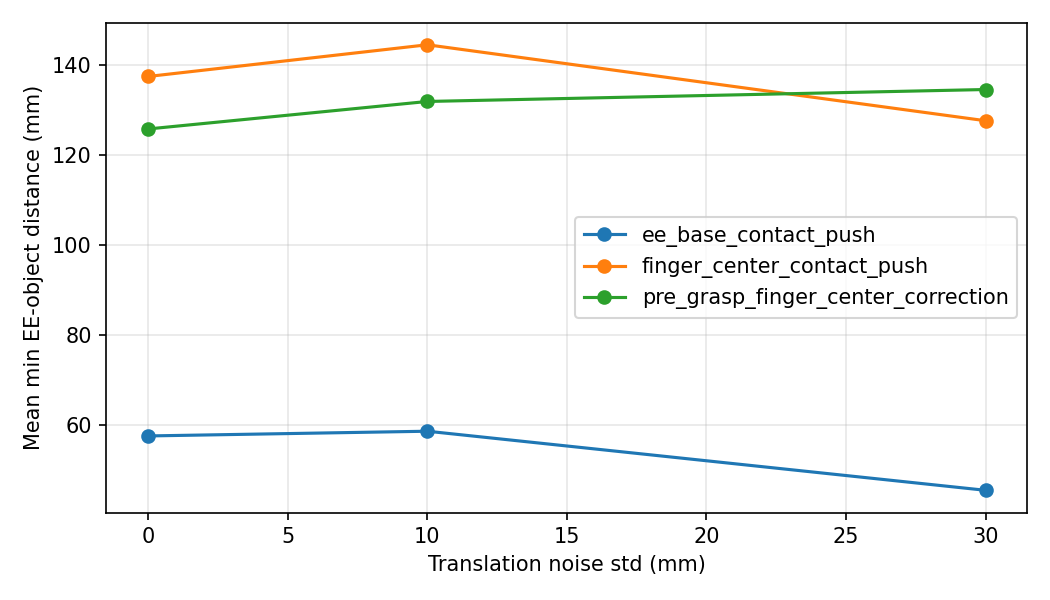 Mean min EE-object distance (mm)
140
120
100
80
60
ee_base_contact_push
finger_center_contact_push
pre_grasp_finger_center_correction
0 5 10 15 20 25 30
Translation noise std (mm)